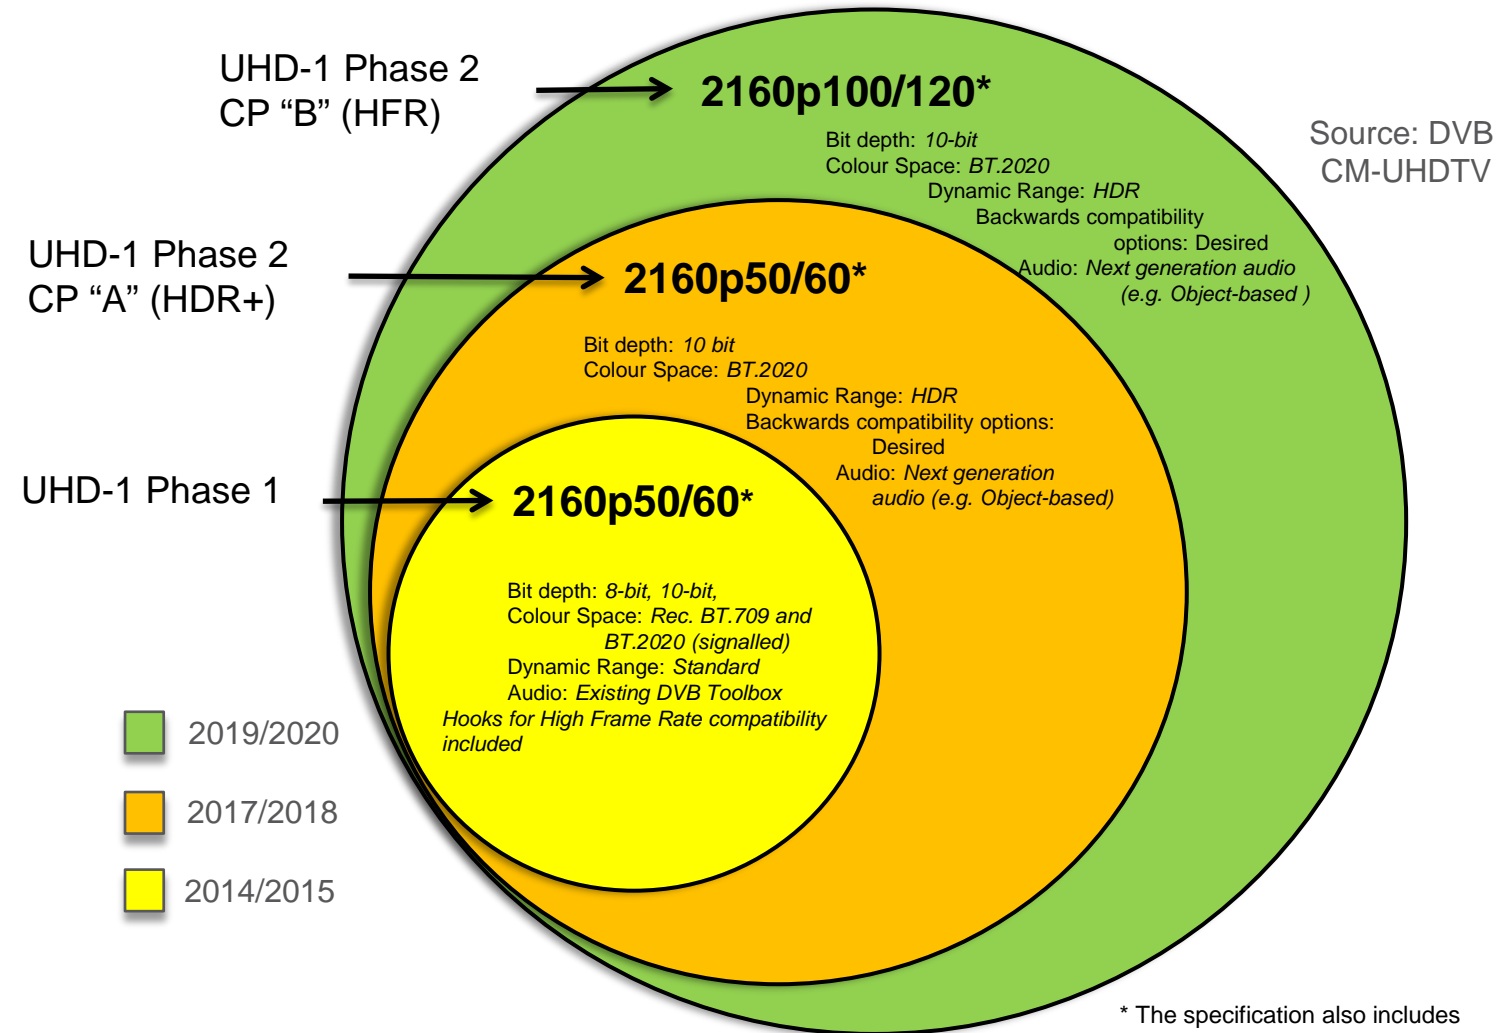 UHD-1 Phase 2
CP “B” (HFR)
2160p100/120*
Bit depth: 10-bit
Colour Space: BT.2020
Dynamic Range: HDR
Backwards compatibility
options: Desired
Audio: Next generation audio
(e.g. Object-based )
Source: DVB
CM-UHDTV
UHD-1 Phase 2
CP “A” (HDR+)
2160p50/60*
Bit depth: 10 bit
Colour Space: BT.2020
Dynamic Range: HDR
Backwards compatibility options:
Desired
Audio: Next generation
audio (e.g. Object-based)
UHD-1 Phase 1
2160p50/60*
Bit depth: 8-bit, 10-bit,
Colour Space: Rec. BT.709 and
BT.2020 (signalled)
Dynamic Range: Standard
Audio: Existing DVB Toolbox
Hooks for High Frame Rate compatibility
included
2019/2020
2017/2018
2014/2015
* The specification also includes